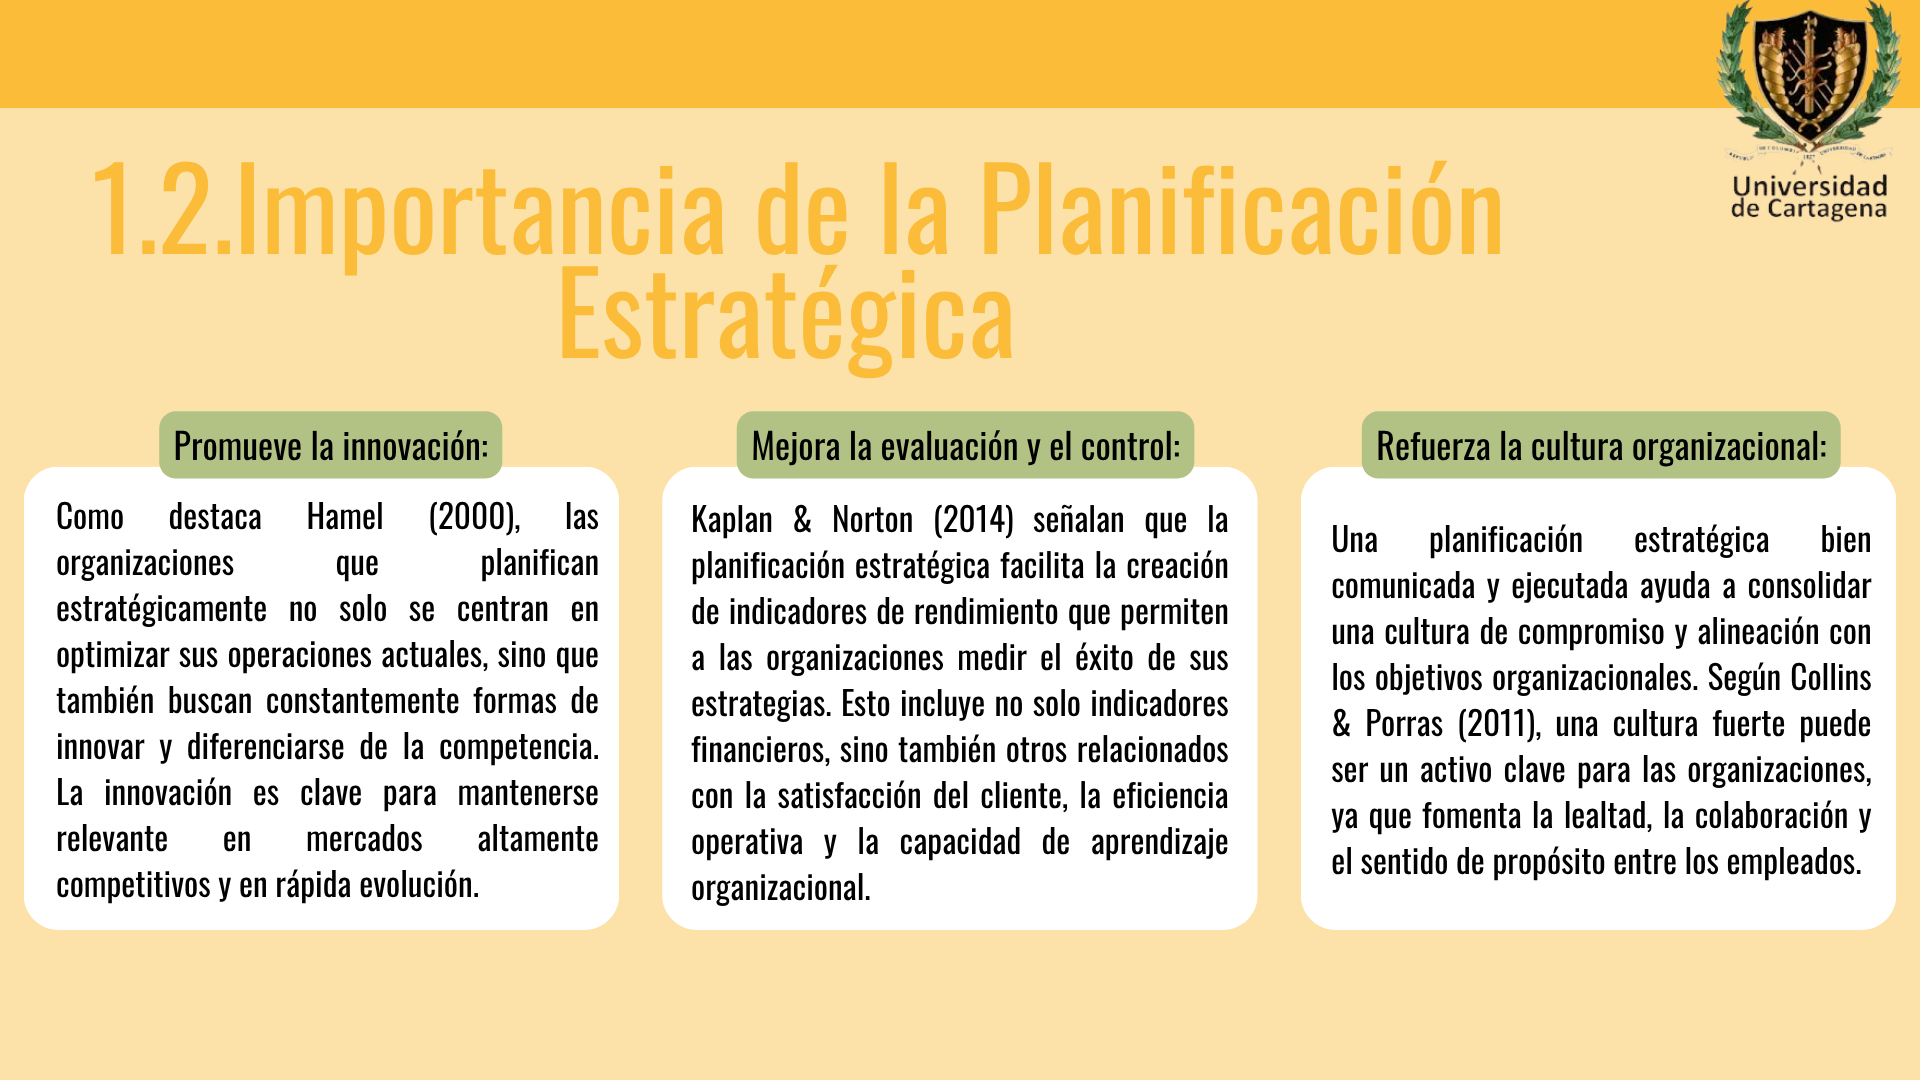 Universidad
de Cartagena
1.2.Importancia de la Planificación
Estratégica
Promueve la innovación:
Como destaca Hamel (2000), las
organizaciones que planifican
estratégicamente no solo se centran en
optimizar sus operaciones actuales, sino que
también buscan constantemente formas de
innovar y diferenciarse de la competencia.
La innovación es clave para mantenerse
relevante en mercados altamente
competitivos y en rápida evolución.
Mejora la evaluación y el control:
Kaplan & Norton (2014) señalan que la
planificación estratégica facilita la creación
de indicadores de rendimiento que permiten
a las organizaciones medir el éxito de sus
estrategias. Esto incluye no solo indicadores
financieros, sino también otros relacionados
con la satisfacción del cliente, la eficiencia
operativa y la capacidad de aprendizaje
organizacional.
Refuerza la cultura organizacional:
Una planificación estratégica bien
comunicada y ejecutada ayuda a consolidar
una cultura de compromiso y alineación con
los objetivos organizacionales. Según Collins
& Porras (2011), una cultura fuerte puede
ser un activo clave para las organizaciones,
ya que fomenta la lealtad, la colaboración y
el sentido de propósito entre los empleados.